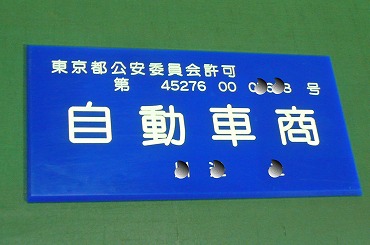 東京都公安委員会許可
第 45276 00 号
自動車商